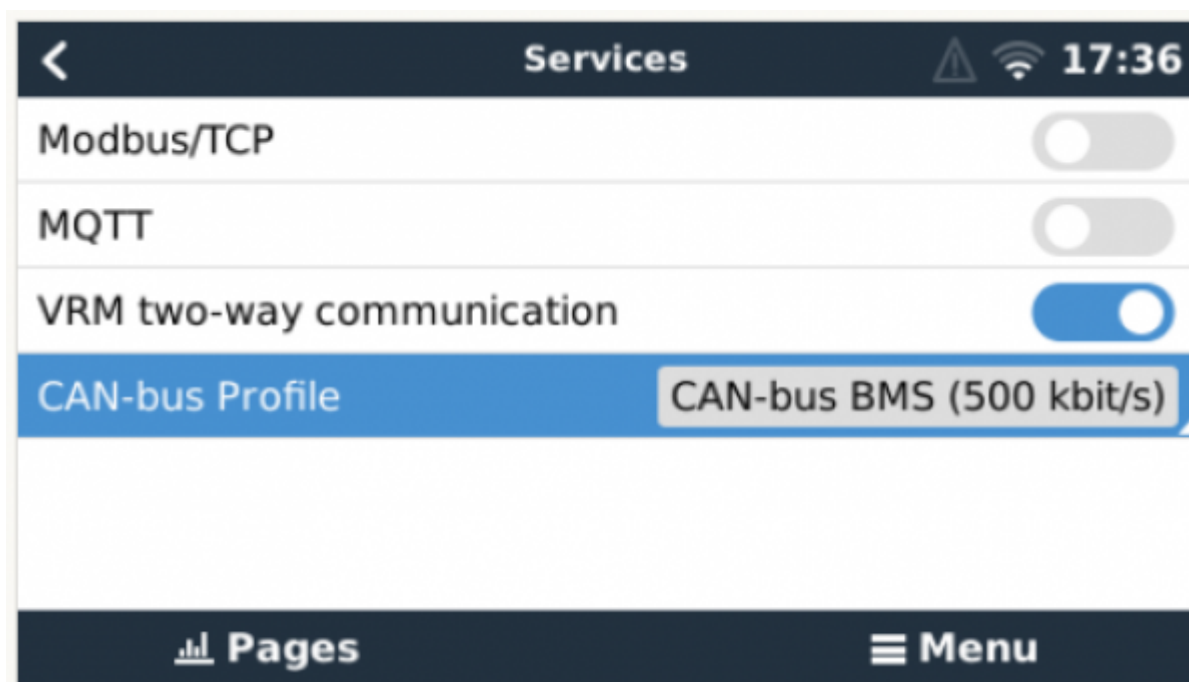 Services 17:36
Modbus/TCP
MQTT
VRM two-way communication
CAN-bus Profile CAN-bus BMS (500 kbit/s)
Pages Menu